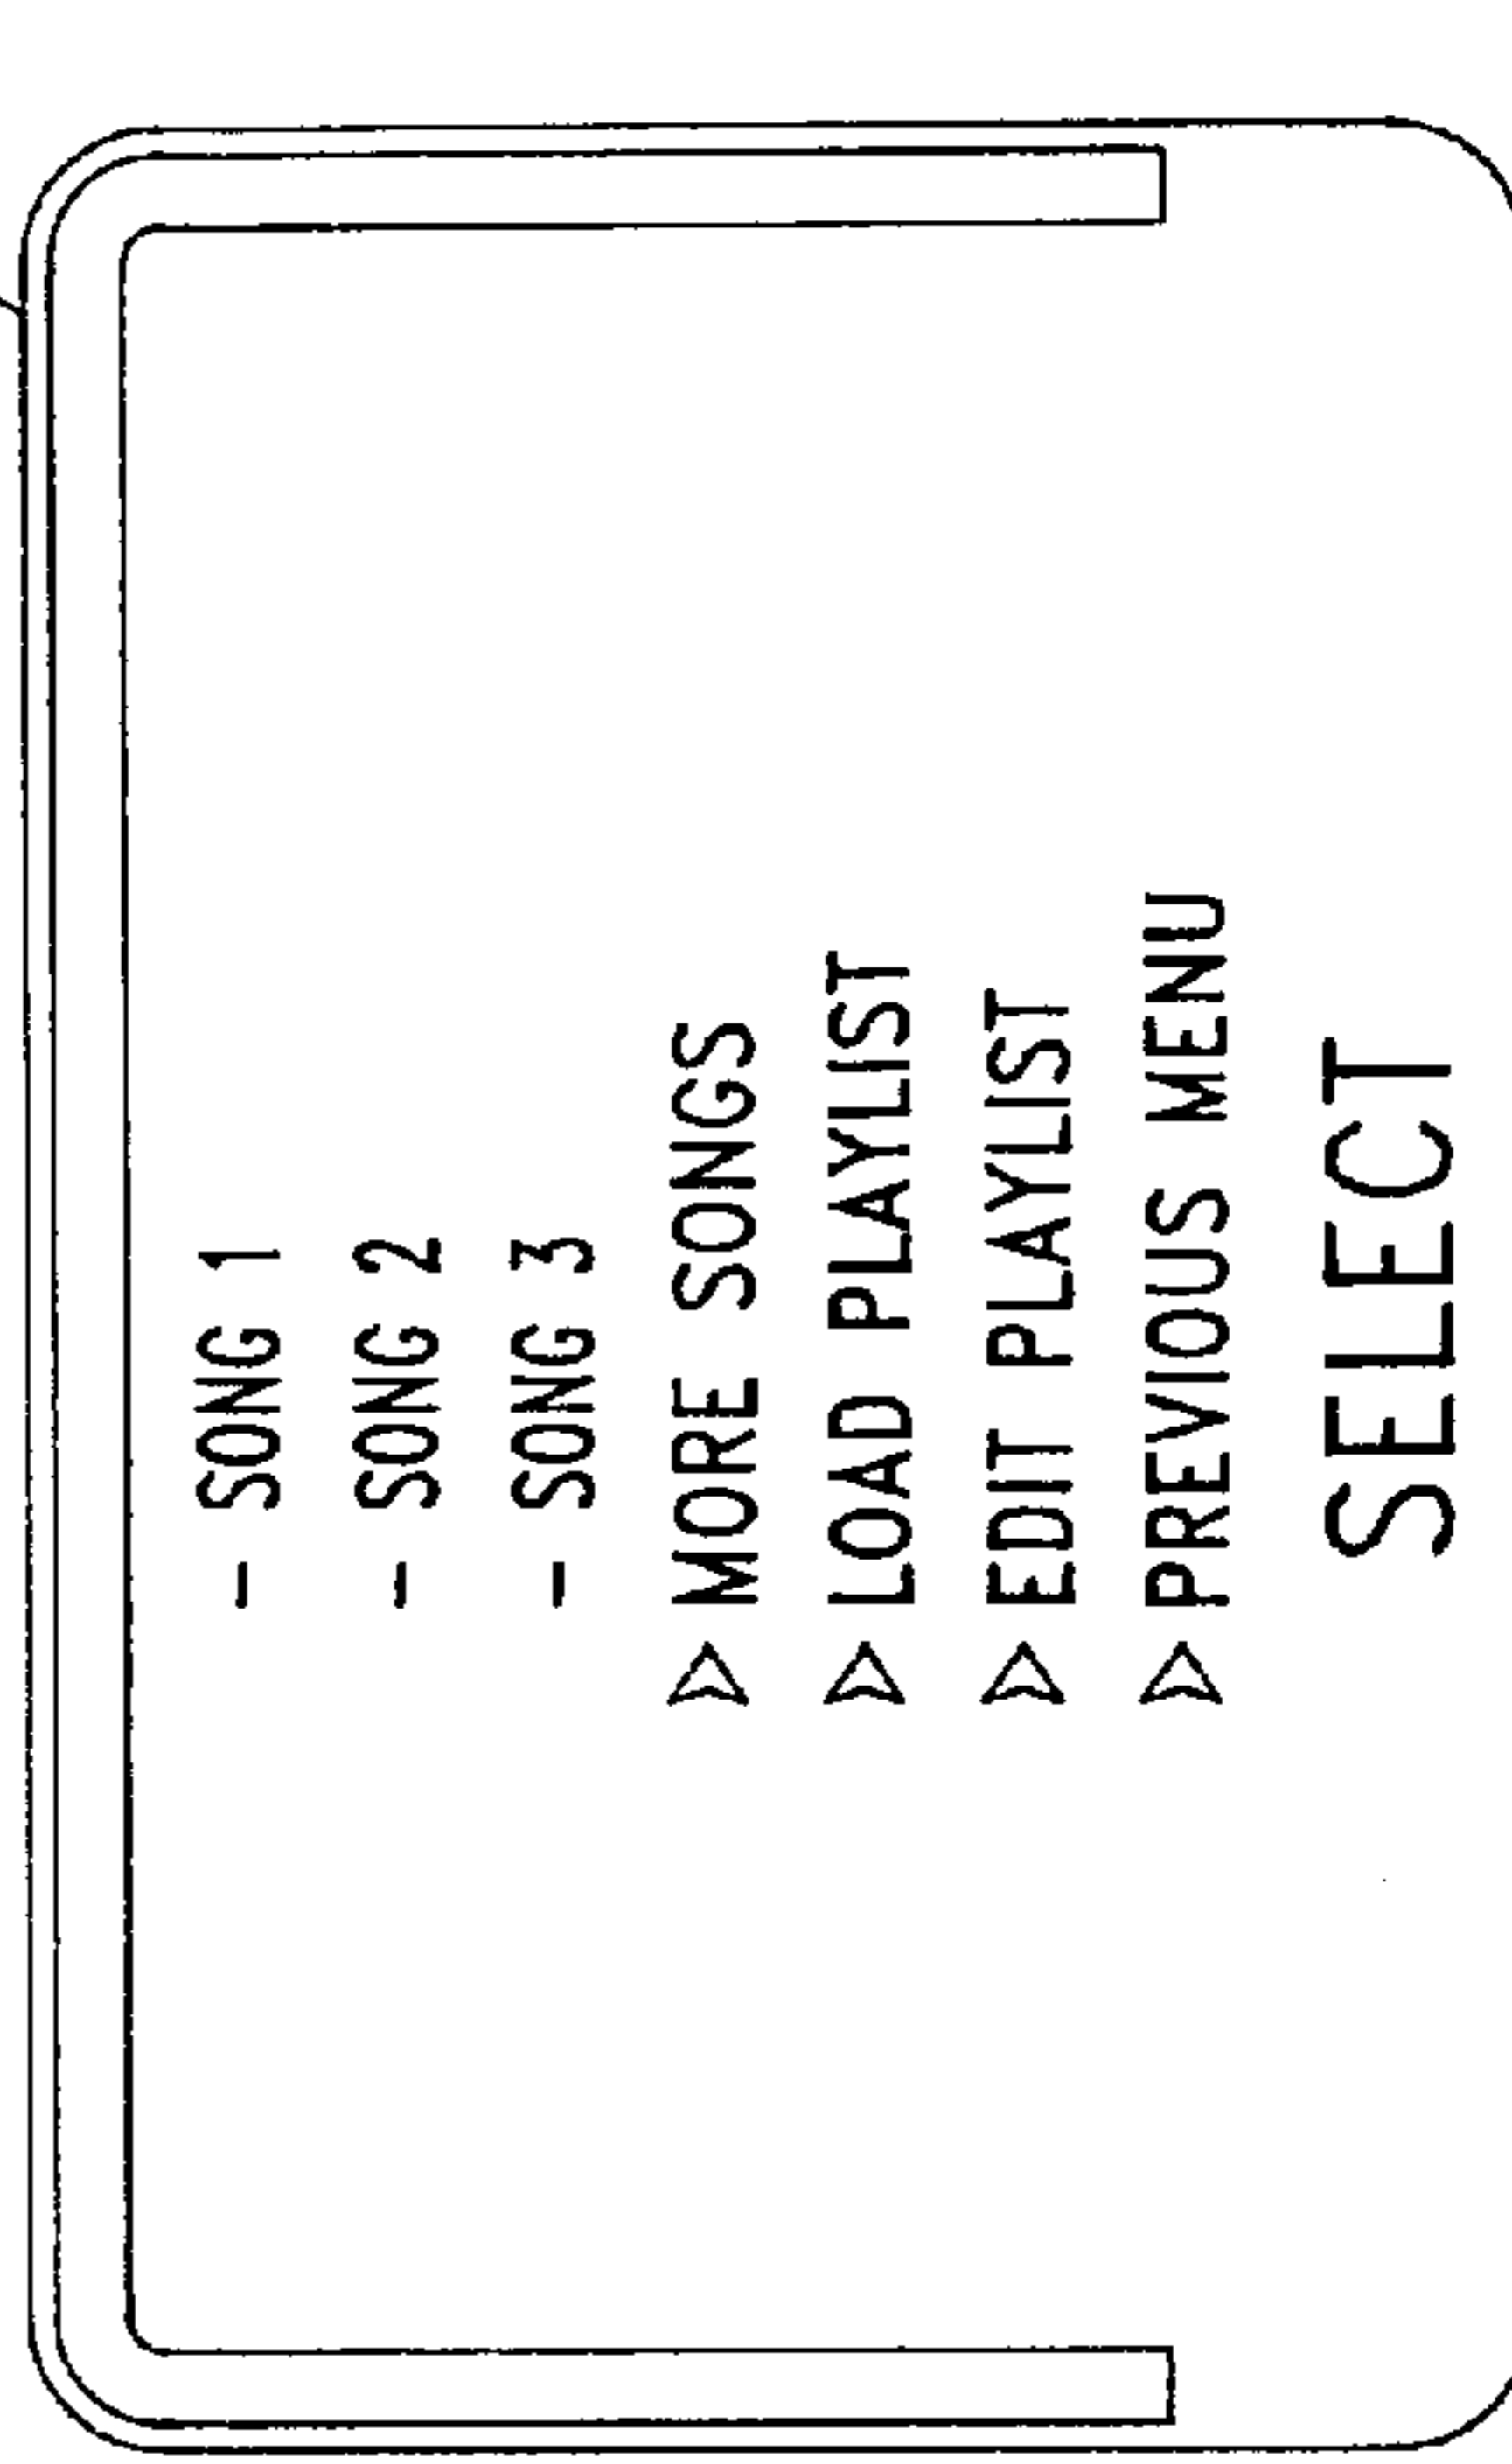 - SONG 1
- SONG 2
- SONG 3
> MORE SONGS
> LOAD PLAYLIST
> EDIT PLAYLIST
> PREVIOUS MENU
SELECT